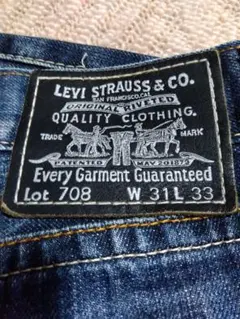 LEVI STRAUSS & CO.
SAN FRANCISCO, CAL.
ORIGINAL RIVETED
QUALITY CLOTHING.
TRADE MARK
PATENTED MAY 20 1873
Every Garment Guaranteed
Lot 708 W 31 L 33